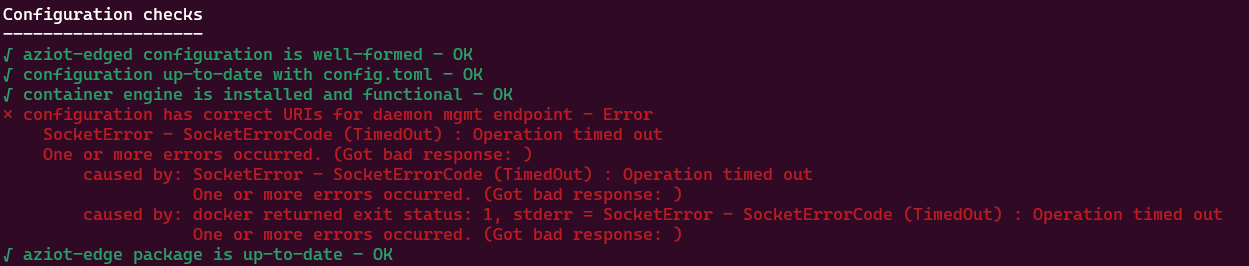 Configuration checks
--------------------
√ aziot-edged configuration is well-formed - OK
√ configuration up-to-date with config.toml - OK
√ container engine is installed and functional - OK
× configuration has correct URIs for daemon mgmt endpoint - Error
    SocketError - SocketErrorCode (TimedOut) : Operation timed out
    One or more errors occurred. (Got bad response: )
        caused by: SocketError - SocketErrorCode (TimedOut) : Operation timed out
                   One or more errors occurred. (Got bad response: )
        caused by: docker returned exit status: 1, stderr = SocketError - SocketErrorCode (TimedOut) : Operation timed out
                   One or more errors occurred. (Got bad response: )
√ aziot-edge package is up-to-date - OK